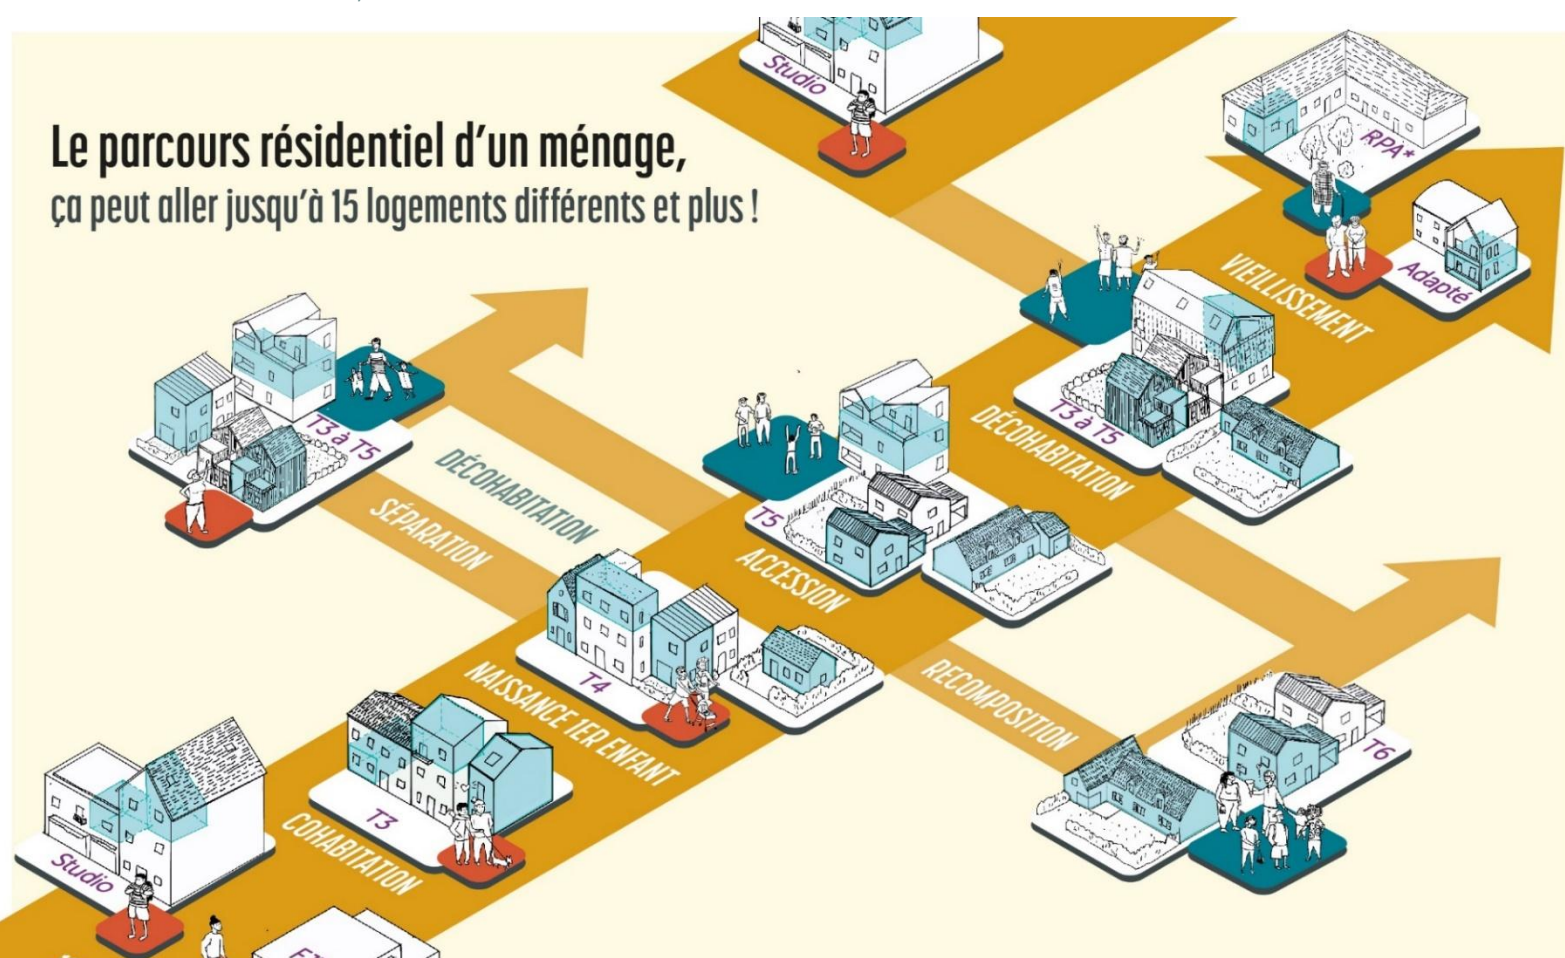 Le parcours résidentiel d'un ménage,
ça peut aller jusqu'à 15 logements différents et plus !
Studio
RPA*
Adapté
VIEILLISSEMENT
T3 à T5
DÉCOHABITATION
T3 à T5
DÉCOHABITATION
SÉPARATION
T5
ACCESSION
T4
NAISSANCE 1ER ENFANT
RECOMPOSITION
T6
T3
COHABITATION
Studio